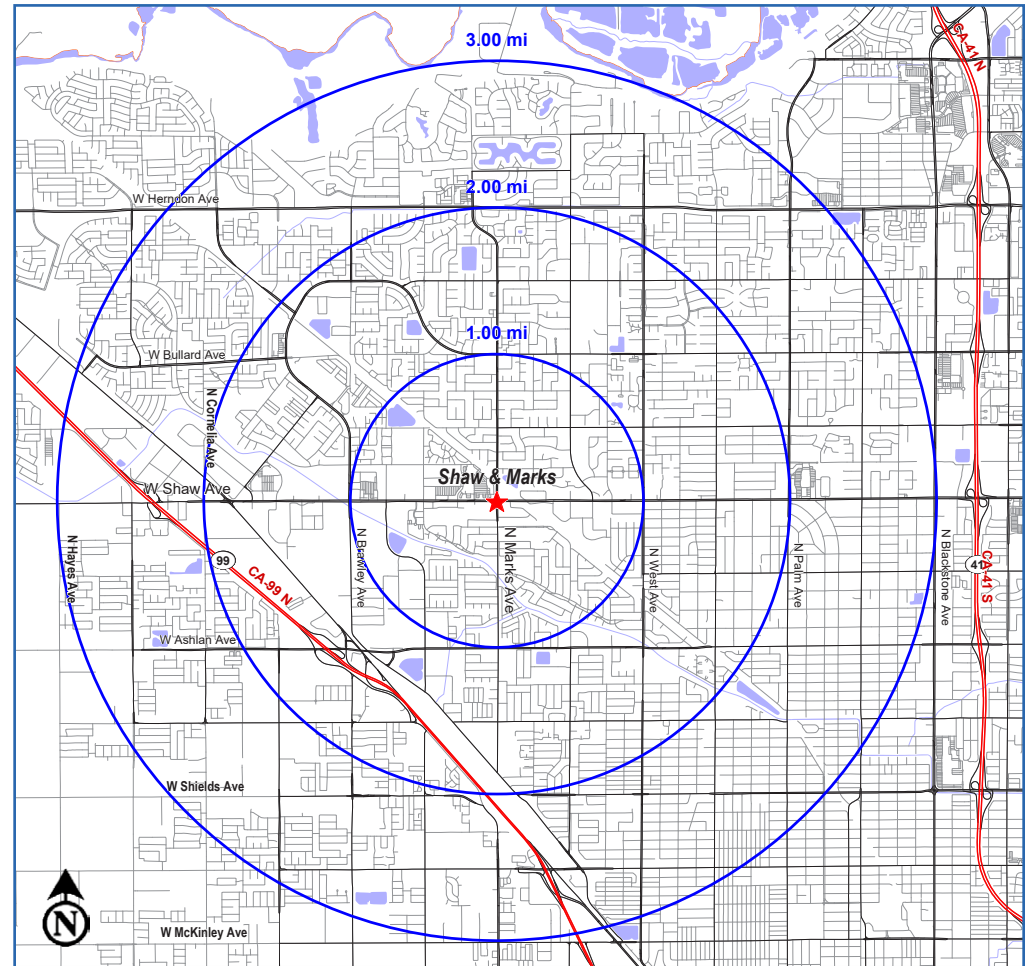 3.00 mi
CA-41 N
2.00 mi
W Herndon Ave
1.00 mi
W Bullard Ave
N Cornelia Ave
Shaw & Marks
W Shaw Ave
N Hayes Ave
99
CA-99 N
N Brawley Ave
N Marks Ave
N West Ave
N Palm Ave
N Blackstone Ave
41
CA-41 S
W Ashlan Ave
W Shields Ave
W McKinley Ave
N